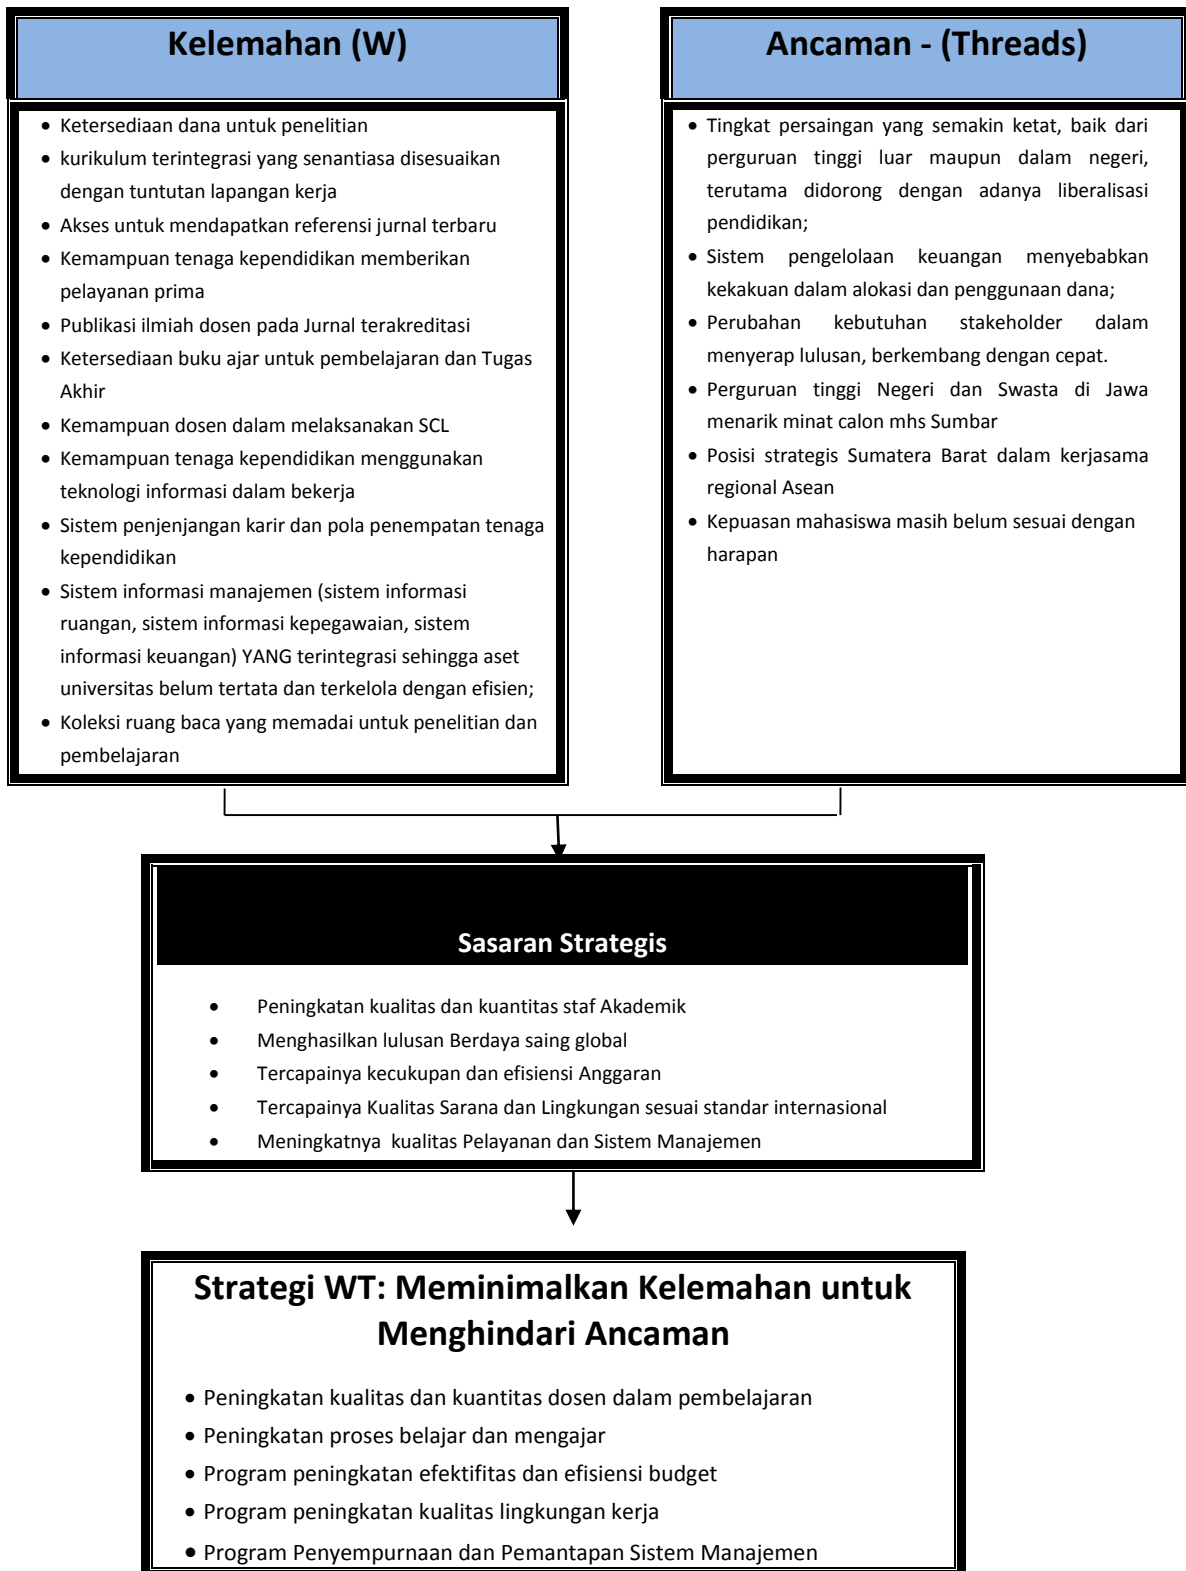 Kelemahan (W)
• Ketersediaan dana untuk penelitian
• kurikulum terintegrasi yang senantiasa disesuaikan
dengan tuntutan lapangan kerja
• Akses untuk mendapatkan referensi jurnal terbaru
• Kemampuan tenaga kependidikan memberikan
pelayanan prima
• Publikasi ilmiah dosen pada Jurnal terakreditasi
• Ketersediaan buku ajar untuk pembelajaran dan Tugas
Akhir
• Kemampuan dosen dalam melaksanakan SCL
• Kemampuan tenaga kependidikan menggunakan
teknologi informasi dalam bekerja
• Sistem penjenjangan karir dan pola penempatan tenaga
kependidikan
• Sistem informasi manajemen (sistem informasi
ruangan, sistem informasi kepegawaian, sistem
informasi keuangan) YANG terintegrasi sehingga aset
universitas belum tertata dan terkelola dengan efisien;
• Koleksi ruang baca yang memadai untuk penelitian dan
pembelajaran
Ancaman - (Threads)
• Tingkat persaingan yang semakin ketat, baik dari
perguruan tinggi luar maupun dalam negeri,
terutama didorong dengan adanya liberalisasi
pendidikan;
• Sistem pengelolaan keuangan menyebabkan
kekakuan dalam alokasi dan penggunaan dana;
• Perubahan kebutuhan stakeholder dalam
menyerap lulusan, berkembang dengan cepat.
• Perguruan tinggi Negeri dan Swasta di Jawa
menarik minat calon mhs Sumbar
• Posisi strategis Sumatera Barat dalam kerjasama
regional Asean
• Kepuasan mahasiswa masih belum sesuai dengan
harapan
Sasaran Strategis
• Peningkatan kualitas dan kuantitas staf Akademik
• Menghasilkan lulusan Berdaya saing global
• Tercapainya kecukupan dan efisiensi Anggaran
• Tercapainya Kualitas Sarana dan Lingkungan sesuai standar internasional
• Meningkatnya kualitas Pelayanan dan Sistem Manajemen
Strategi WT: Meminimalkan Kelemahan untuk
Menghindari Ancaman
• Peningkatan kualitas dan kuantitas dosen dalam pembelajaran
• Peningkatan proses belajar dan mengajar
• Program peningkatan efektifitas dan efisiensi budget
• Program peningkatan kualitas lingkungan kerja
• Program Penyempurnaan dan Pemantapan Sistem Manajemen